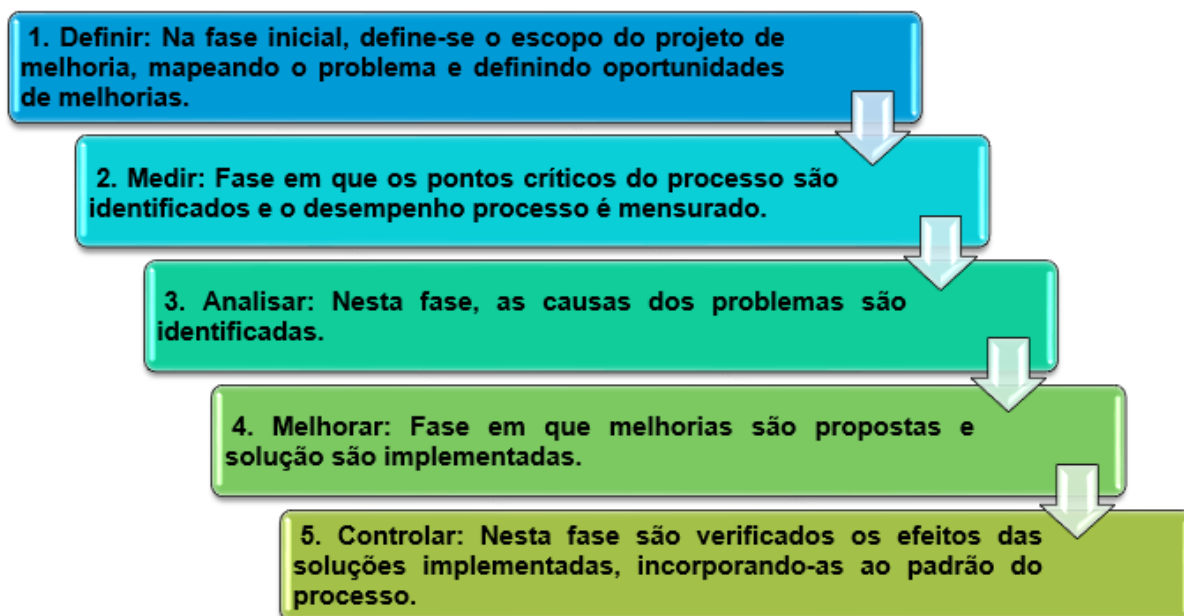 1. Definir: Na fase inicial, define-se o escopo do projeto de
melhoria, mapeando o problema e definindo oportunidades
de melhorias.
2. Medir: Fase em que os pontos críticos do processo são
identificados e o desempenho processo é mensurado.
3. Analisar: Nesta fase, as causas dos problemas são
identificadas.
4. Melhorar: Fase em que melhorias são propostas e
solução são implementadas.
5. Controlar: Nesta fase são verificados os efeitos das
soluções implementadas, incorporando-as ao padrão do
processo.